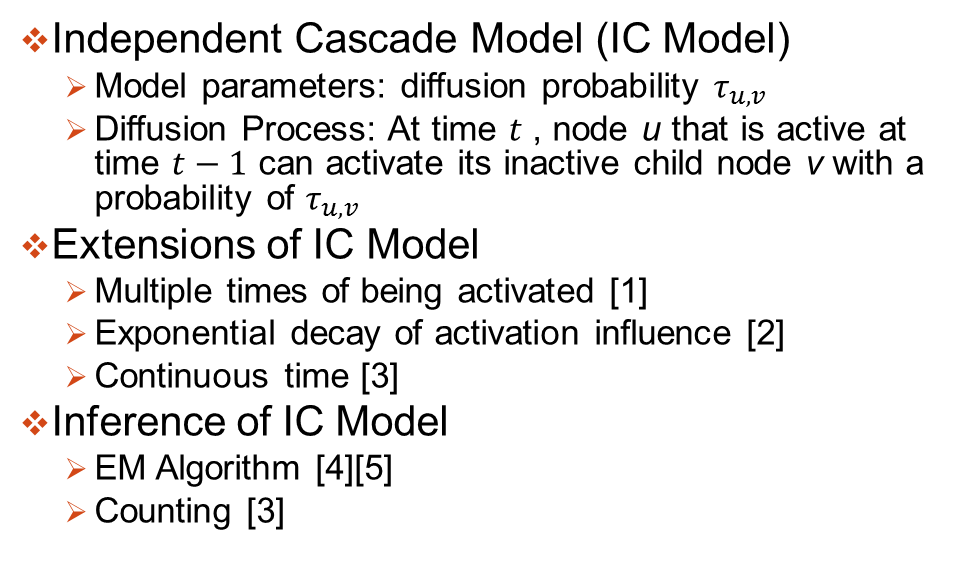 ❖Independent Cascade Model (IC Model)
➢ Model parameters: diffusion probability τu,v
➢ Diffusion Process: At time t , node u that is active at
time t − 1 can activate its inactive child node v with a
probability of τu,v
❖Extensions of IC Model
➢ Multiple times of being activated [1]
➢ Exponential decay of activation influence [2]
➢ Continuous time [3]
❖Inference of IC Model
➢ EM Algorithm [4][5]
➢ Counting [3]